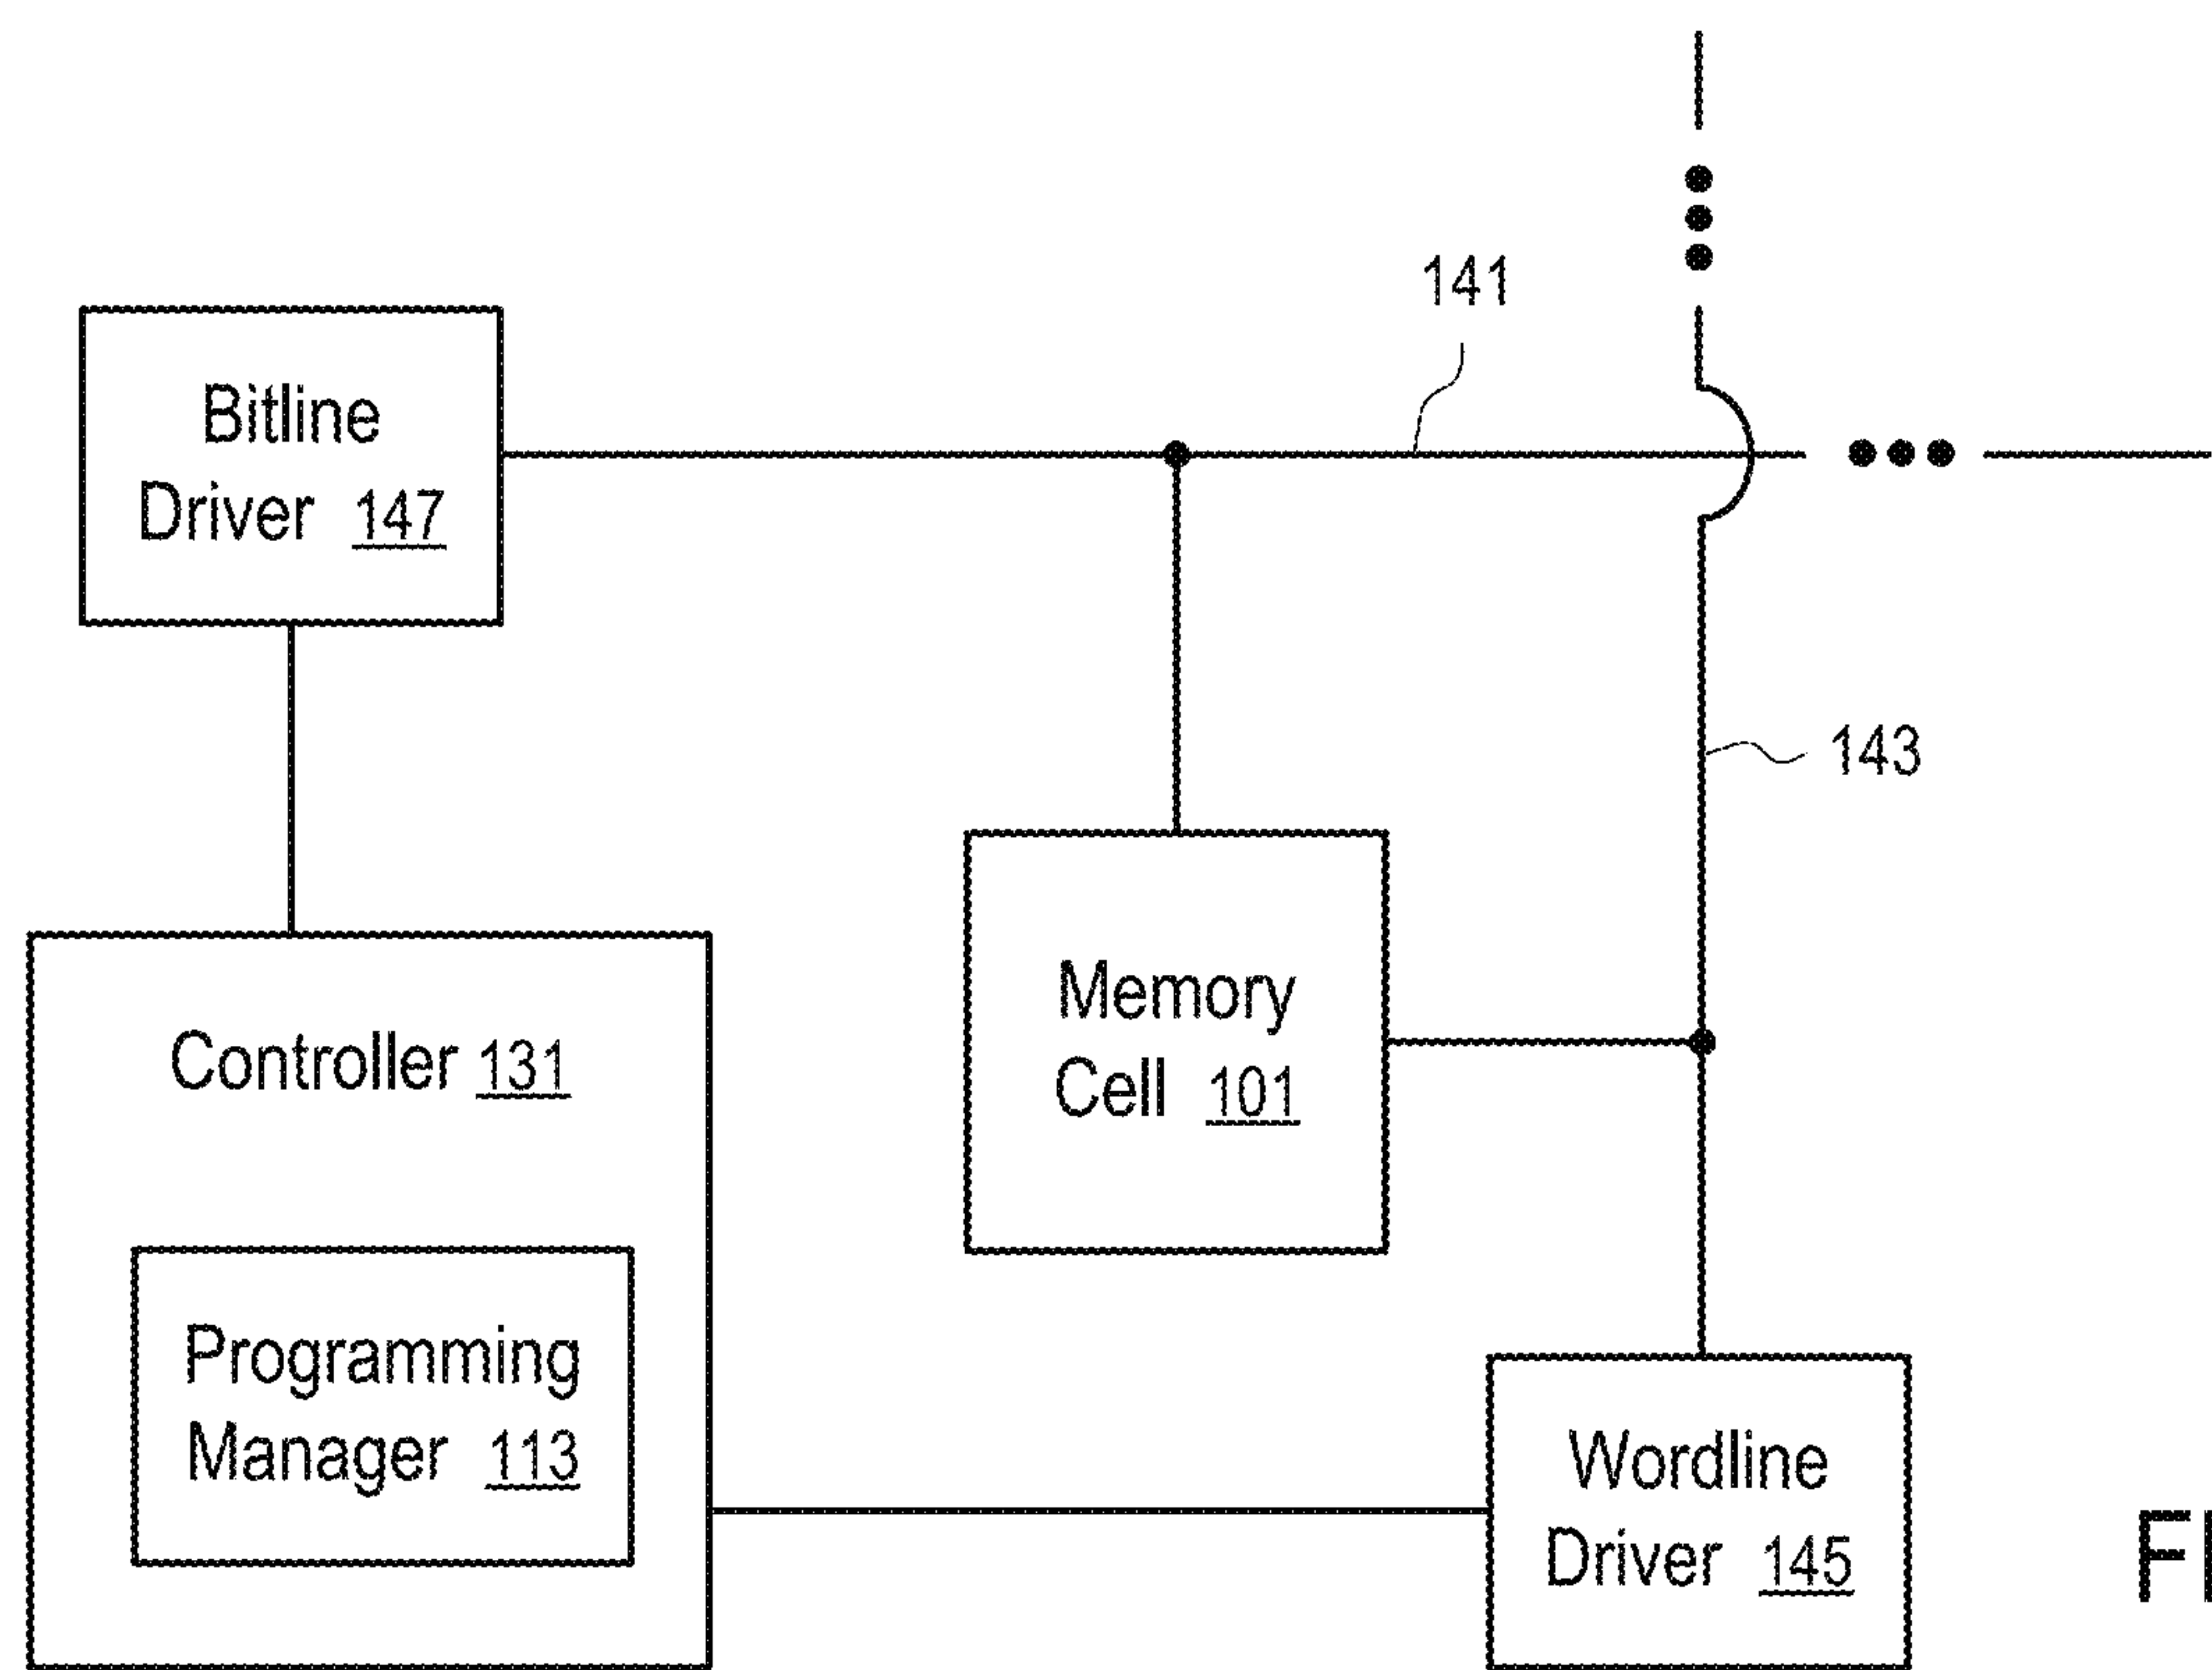 141
Bitline
Driver 147
143
Memory
Cell 101
Controller 131
Programming
Manager 113
Wordline
Driver 145